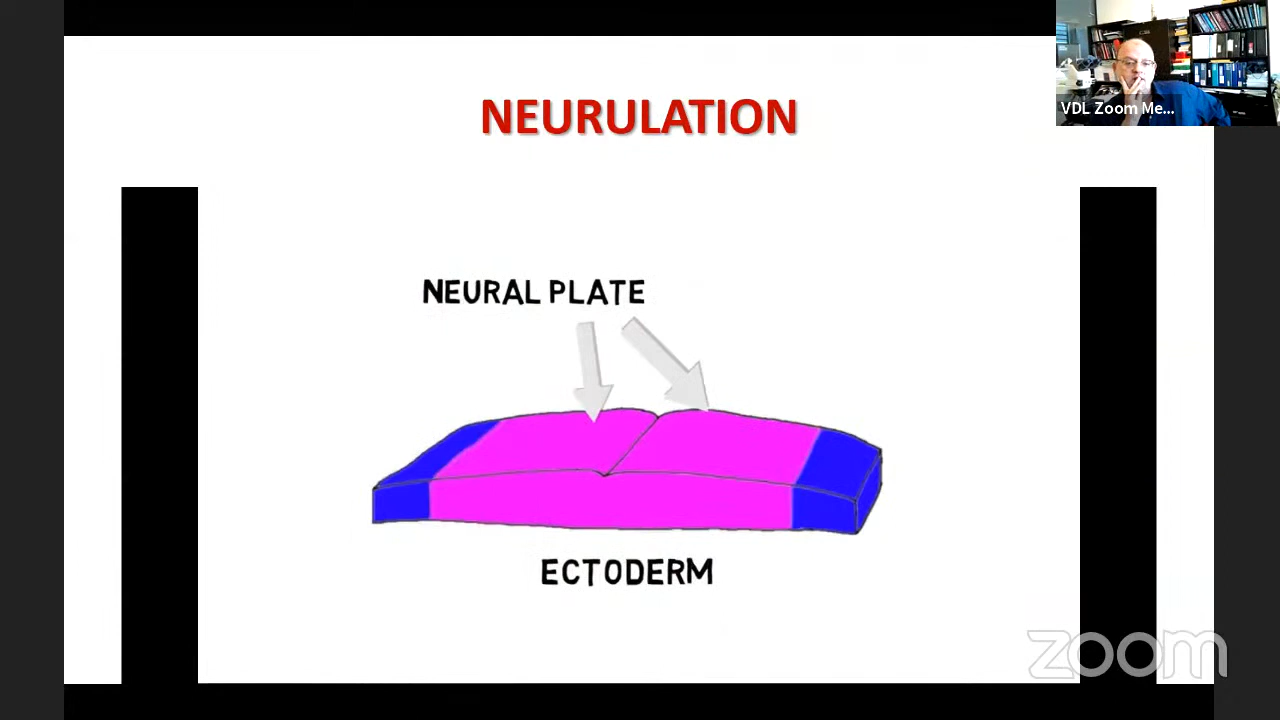 NEURULATION
VDL Zoom Me...
NEURAL PLATE
ECTODERM
zoom